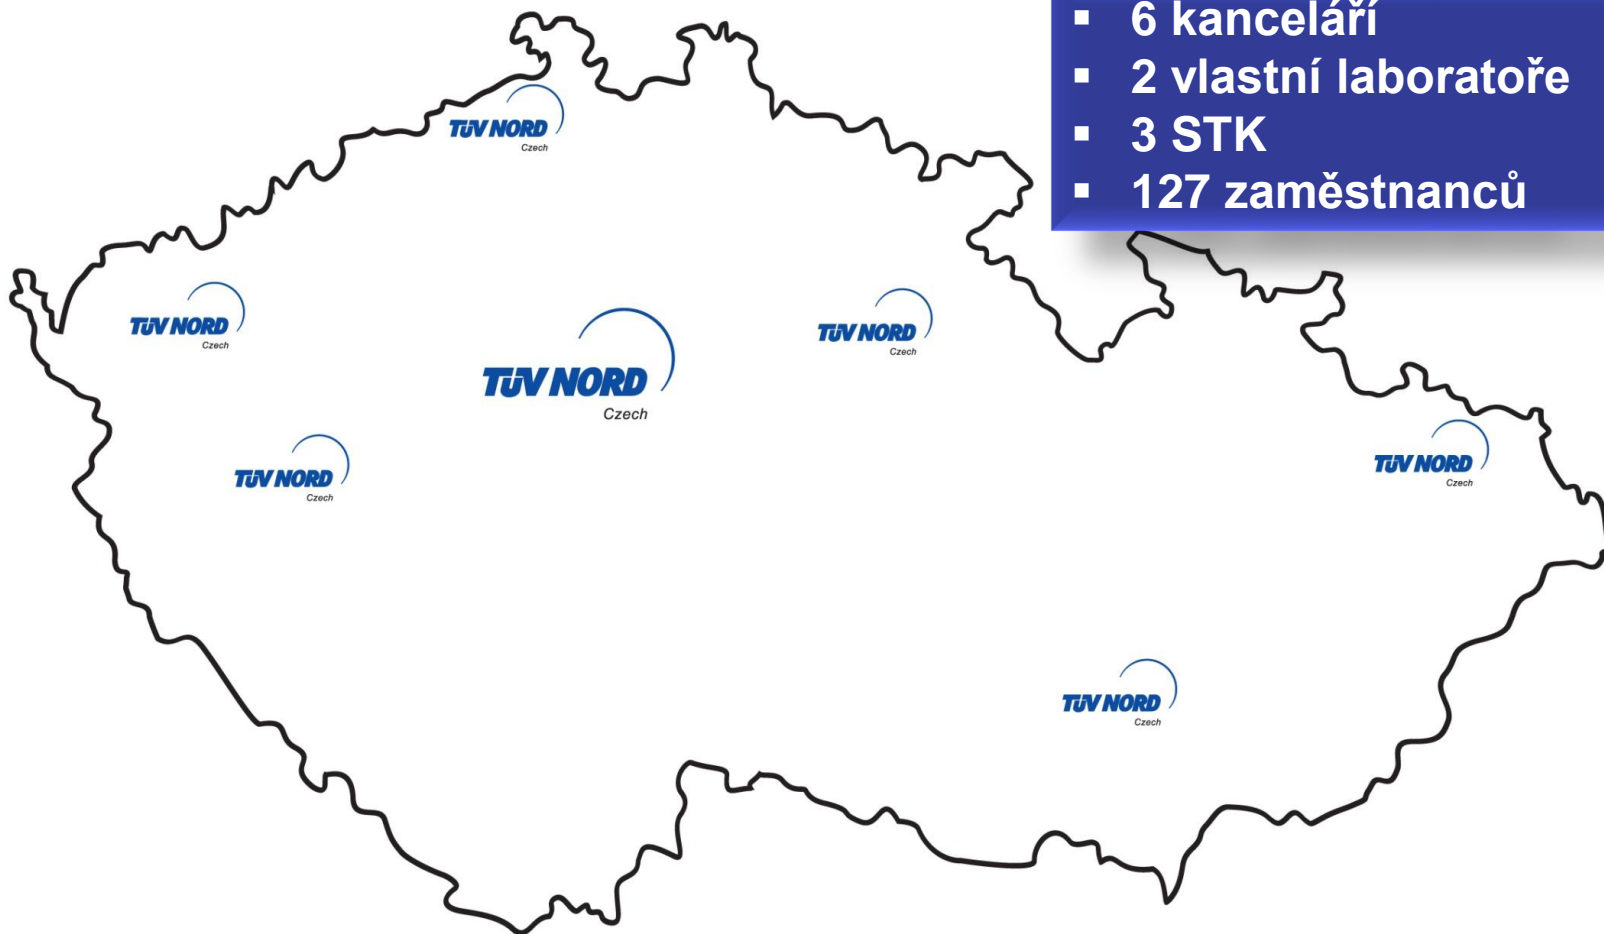 ▪ 6 kanceláří
▪ 2 vlastní laboratoře
▪ 3 STK
▪ 127 zaměstnanců
TÜV NORD
Czech
TÜV NORD
Czech
TÜV NORD
Czech
TÜV NORD
Czech
TÜV NORD
Czech
TÜV NORD
Czech
TÜV NORD
Czech